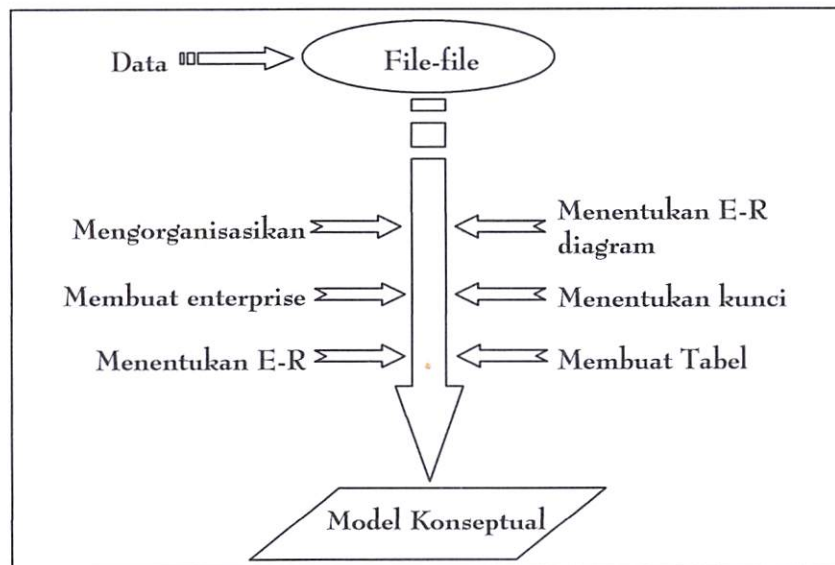 Data
File-file
Mengorganisasikan
Menentukan E-R
diagram
Membuat enterprise
Menentukan kunci
Menentukan E-R
Membuat Tabel
Model Konseptual